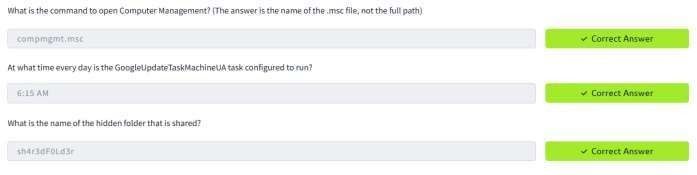 What is the command to open Computer Management? (The answer is the name of the .msc file, not the full path)
compmgmt.msc
✓ Correct Answer
At what time every day is the GoogleUpdateTaskMachineUA task configured to run?
6:15 AM
✓ Correct Answer
What is the name of the hidden folder that is shared?
sh4r3dF0Ld3r
✓ Correct Answer